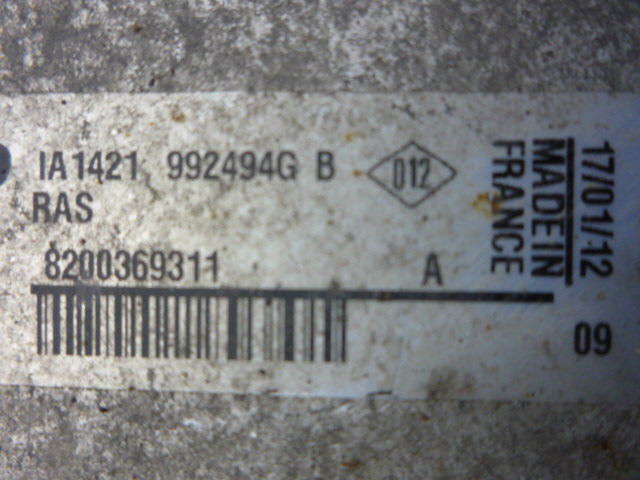 IA1421 992494G B 012
RAS
8200369311 A
17/01/12
MADE IN
FRANCE
09